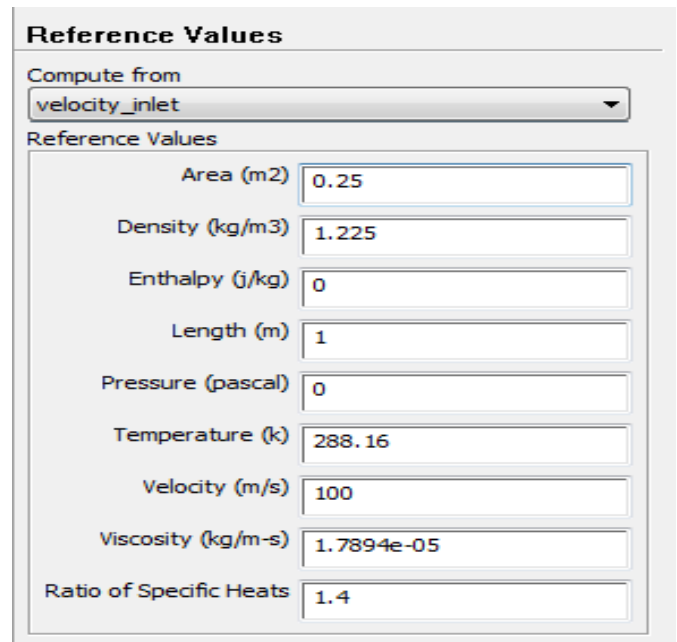 Reference Values
Compute from
velocity_inlet
Reference Values
Area (m2) 0.25
Density (kg/m3) 1.225
Enthalpy (j/kg) 0
Length (m) 1
Pressure (pascal) 0
Temperature (k) 288.16
Velocity (m/s) 100
Viscosity (kg/m-s) 1.7894e-05
Ratio of Specific Heats 1.4